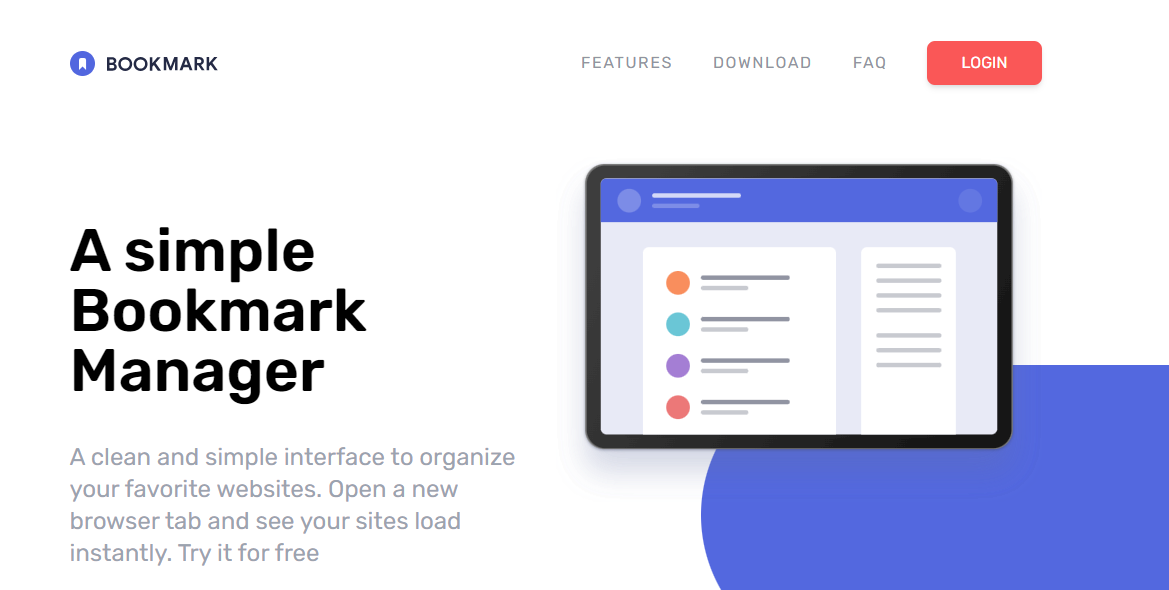 BOOKMARK
FEATURES DOWNLOAD FAQ LOGIN
A simple
Bookmark
Manager
A clean and simple interface to organize
your favorite websites. Open a new
browser tab and see your sites load
instantly. Try it for free